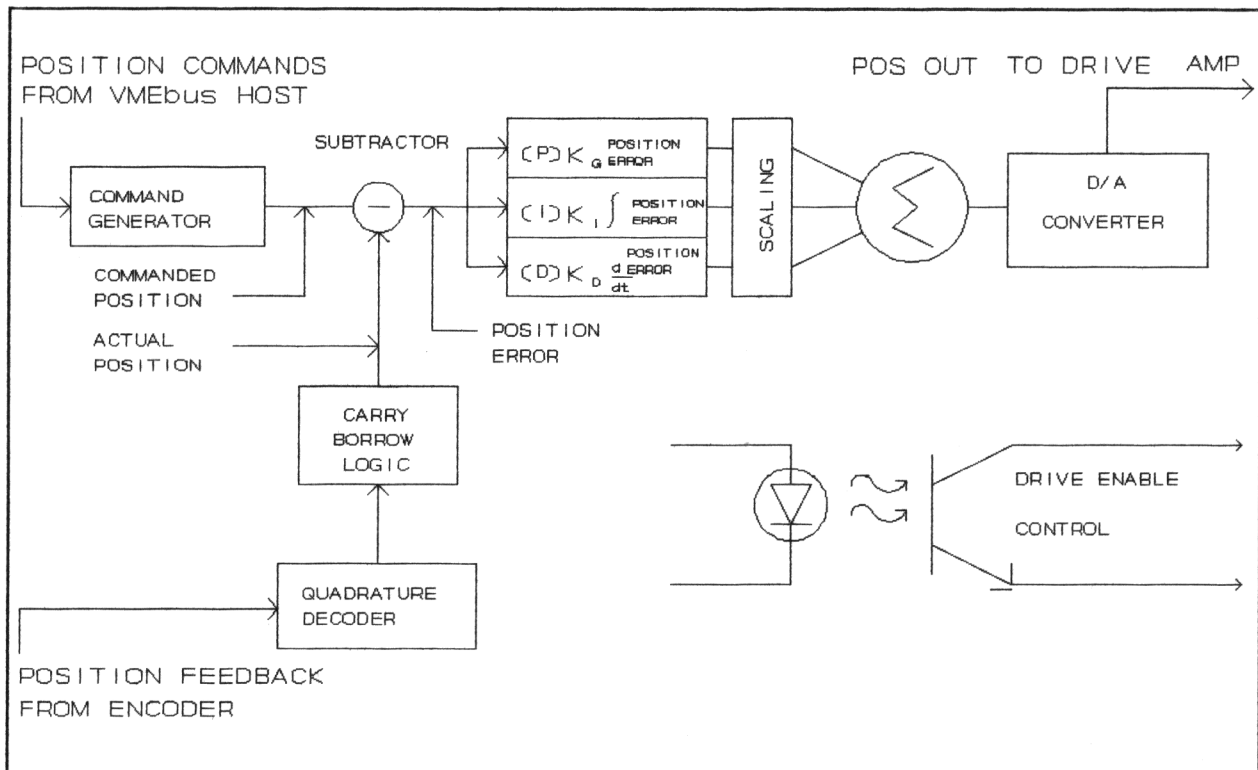 POSITION COMMANDS
FROM VMEbus HOST
POS OUT TO DRIVE AMP
SUBTRACTOR
COMMAND
GENERATOR
−
(P) K G POSITION ERROR
(I) K I ∫ POSITION ERROR
(D) K D d/dt POSITION ERROR
SCALING
Σ
D/A
CONVERTER
COMMANDED
POSITION
ACTUAL
POSITION
POSITION
ERROR
CARRY
BORROW
LOGIC
DRIVE ENABLE
CONTROL
QUADRATURE
DECODER
POSITION FEEDBACK
FROM ENCODER